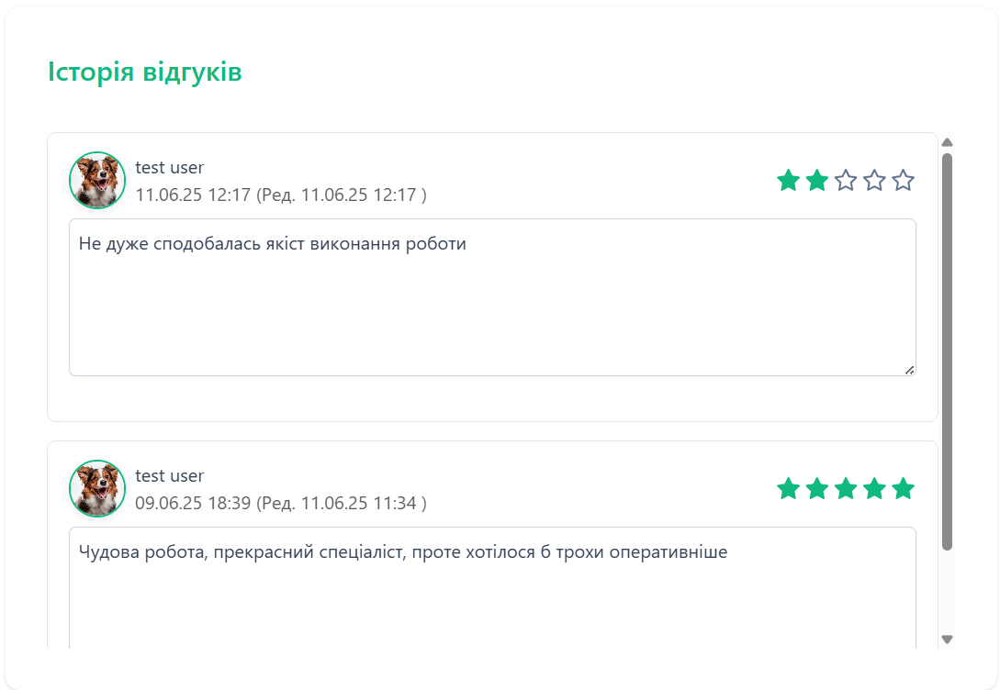 Історія відгуків
test user
11.06.25 12:17 (Ред. 11.06.25 12:17 )
Не дуже сподобалась якіст виконання роботи
test user
09.06.25 18:39 (Ред. 11.06.25 11:34 )
Чудова робота, прекрасний спеціаліст, проте хотілося б трохи оперативніше